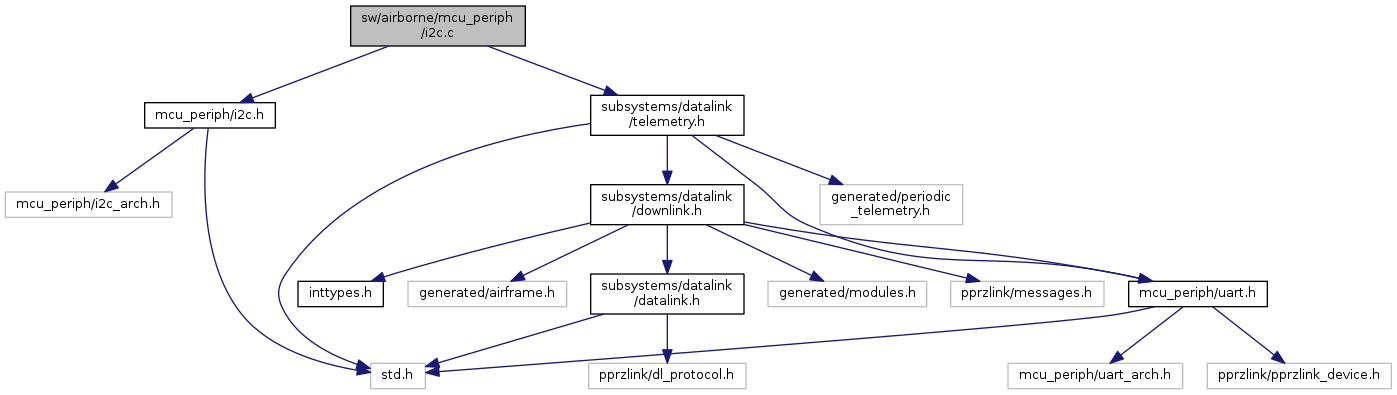 sw/airborne/mcu_periph
/i2c.c
mcu_periph/i2c.h
subsystems/datalink
/telemetry.h
mcu_periph/i2c_arch.h
subsystems/datalink
/downlink.h
generated/periodic
_telemetry.h
inttypes.h
generated/airframe.h
subsystems/datalink
/datalink.h
generated/modules.h
pprzlink/messages.h
mcu_periph/uart.h
std.h
pprzlink/dl_protocol.h
mcu_periph/uart_arch.h
pprzlink/pprzlink_device.h